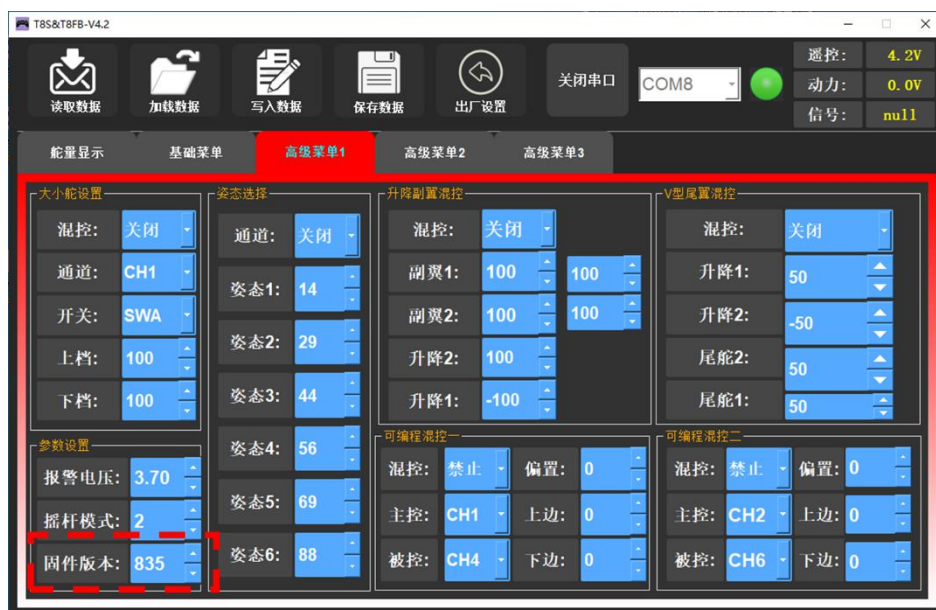 T8S&T8FB-V4.2
读取数据 加载数据 写入数据 保存数据 出厂设置 关闭串口 COM8
遥控: 4.2V
动力: 0.0V
信号: null
舵量显示 基础菜单 高级菜单1 高级菜单2 高级菜单3
大小舵设置
混控: 关闭
通道: CH1
开关: SWA
上档: 100
下档: 100
参数设置
报警电压: 3.70
摇杆模式: 2
固件版本: 835
姿态选择
通道: 关闭
姿态1: 14
姿态2: 29
姿态3: 44
姿态4: 56
姿态5: 69
姿态6: 88
升降副翼混控
混控: 关闭
副翼1: 100 100
副翼2: 100 100
升降2: 100
升降1: -100
V型尾翼混控
混控: 关闭
升降1: 50
升降2: -50
尾舵2: 50
尾舵1: 50
可编程混控一
混控: 禁止 偏置: 0
主控: CH1 上边: 0
被控: CH4 下边: 0
可编程混控二
混控: 禁止 偏置: 0
主控: CH2 上边: 0
被控: CH6 下边: 0